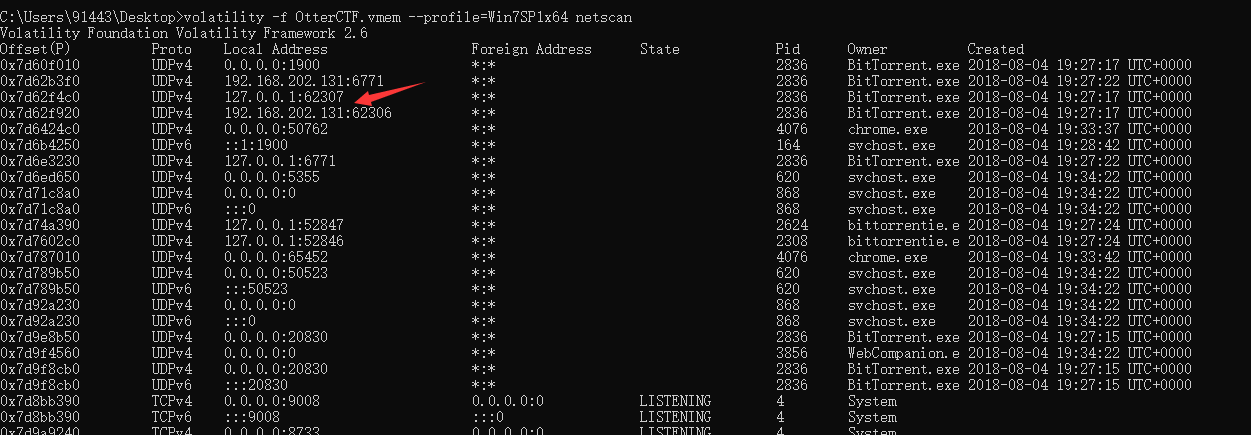 C:\Users\91443\Desktop>volatility -f OtterCTF.vmem --profile=Win7SP1x64 netscan
Volatility Foundation Volatility Framework 2.6
Offset(P) Proto Local Address Foreign Address State Pid Owner Created
0x7d60f010 UDPv4 0.0.0.0:1900 *:* 2836 BitTorrent.exe 2018-08-04 19:27:17 UTC+0000
0x7d62b3f0 UDPv4 192.168.202.131:6771 *:* 2836 BitTorrent.exe 2018-08-04 19:27:22 UTC+0000
0x7d62f4c0 UDPv4 127.0.0.1:62307 *:* 2836 BitTorrent.exe 2018-08-04 19:27:17 UTC+0000
0x7d62f920 UDPv4 192.168.202.131:62306 *:* 2836 BitTorrent.exe 2018-08-04 19:27:17 UTC+0000
0x7d6424c0 UDPv4 0.0.0.0:50762 *:* 4076 chrome.exe 2018-08-04 19:33:37 UTC+0000
0x7d6b4250 UDPv6 ::1:1900 *:* 164 svchost.exe 2018-08-04 19:28:42 UTC+0000
0x7d6e3230 UDPv4 127.0.0.1:6771 *:* 2836 BitTorrent.exe 2018-08-04 19:27:22 UTC+0000
0x7d6ed650 UDPv4 0.0.0.0:5355 *:* 620 svchost.exe 2018-08-04 19:34:22 UTC+0000
0x7d71c8a0 UDPv4 0.0.0.0:0 *:* 868 svchost.exe 2018-08-04 19:34:22 UTC+0000
0x7d71c8a0 UDPv6 :::0 *:* 868 svchost.exe 2018-08-04 19:34:22 UTC+0000
0x7d74a390 UDPv4 127.0.0.1:52847 *:* 2624 bittorrentie.e 2018-08-04 19:27:24 UTC+0000
0x7d7602c0 UDPv4 127.0.0.1:52846 *:* 2308 bittorrentie.e 2018-08-04 19:27:24 UTC+0000
0x7d787010 UDPv4 0.0.0.0:65452 *:* 4076 chrome.exe 2018-08-04 19:33:42 UTC+0000
0x7d789b50 UDPv4 0.0.0.0:50523 *:* 620 svchost.exe 2018-08-04 19:34:22 UTC+0000
0x7d789b50 UDPv6 :::50523 *:* 620 svchost.exe 2018-08-04 19:34:22 UTC+0000
0x7d92a230 UDPv4 0.0.0.0:0 *:* 868 svchost.exe 2018-08-04 19:34:22 UTC+0000
0x7d92a230 UDPv6 :::0 *:* 868 svchost.exe 2018-08-04 19:34:22 UTC+0000
0x7d9e8b50 UDPv4 0.0.0.0:20830 *:* 2836 BitTorrent.exe 2018-08-04 19:27:15 UTC+0000
0x7d9f4560 UDPv4 0.0.0.0:0 *:* 3856 WebCompanion.e 2018-08-04 19:34:22 UTC+0000
0x7d9f8cb0 UDPv4 0.0.0.0:20830 *:* 2836 BitTorrent.exe 2018-08-04 19:27:15 UTC+0000
0x7d9f8cb0 UDPv6 :::20830 *:* 2836 BitTorrent.exe 2018-08-04 19:27:15 UTC+0000
0x7d8bb390 TCPv4 0.0.0.0:9008 0.0.0.0:0 LISTENING 4 System
0x7d8bb390 TCPv6 :::9008 :::0 LISTENING 4 System
0x7d9a9240 TCPv4 0.0.0.0:8733 0.0.0.0:0 LISTENING 4 System